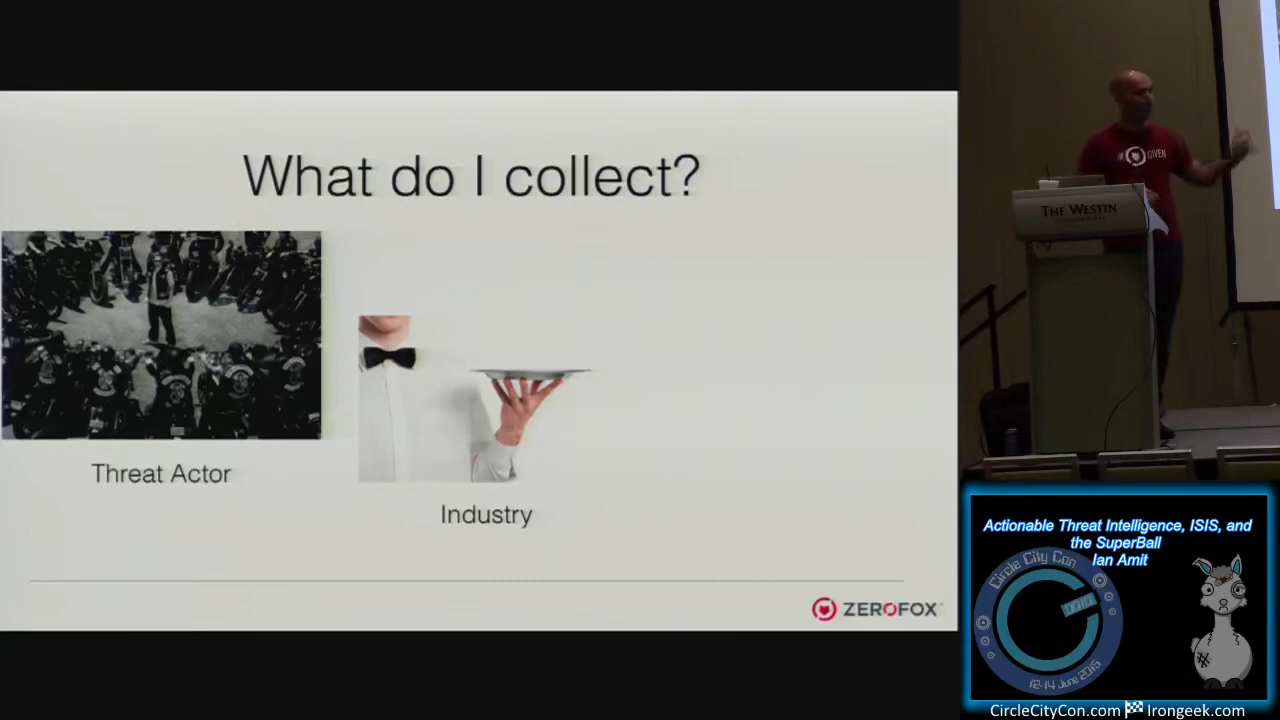 What do I collect?
Threat Actor
Industry
ZEROFOX
GIVEN
THE WESTIN
Actionable Threat Intelligence, ISIS, and
the SuperBall
Ian Amit
Circle City Con
12-14 June 2015
CircleCityCon.com Irongeek.com